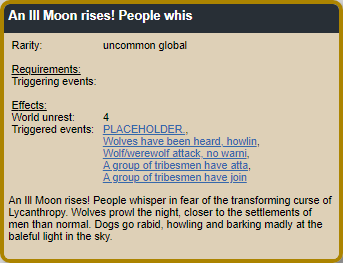 An Ill Moon rises! People whis
Rarity: uncommon global
Requirements:
Triggering events:
Effects:
World unrest: 4
Triggered events: PLACEHOLDER.,
Wolves have been heard, howlin,
Wolf/werewolf attack, no warni,
A group of tribesmen have atta,
A group of tribesmen have join
An Ill Moon rises! People whisper in fear of the transforming curse of
Lycanthropy. Wolves prowl the night, closer to the settlements of
men than normal. Dogs go rabid, howling and barking madly at the
baleful light in the sky.